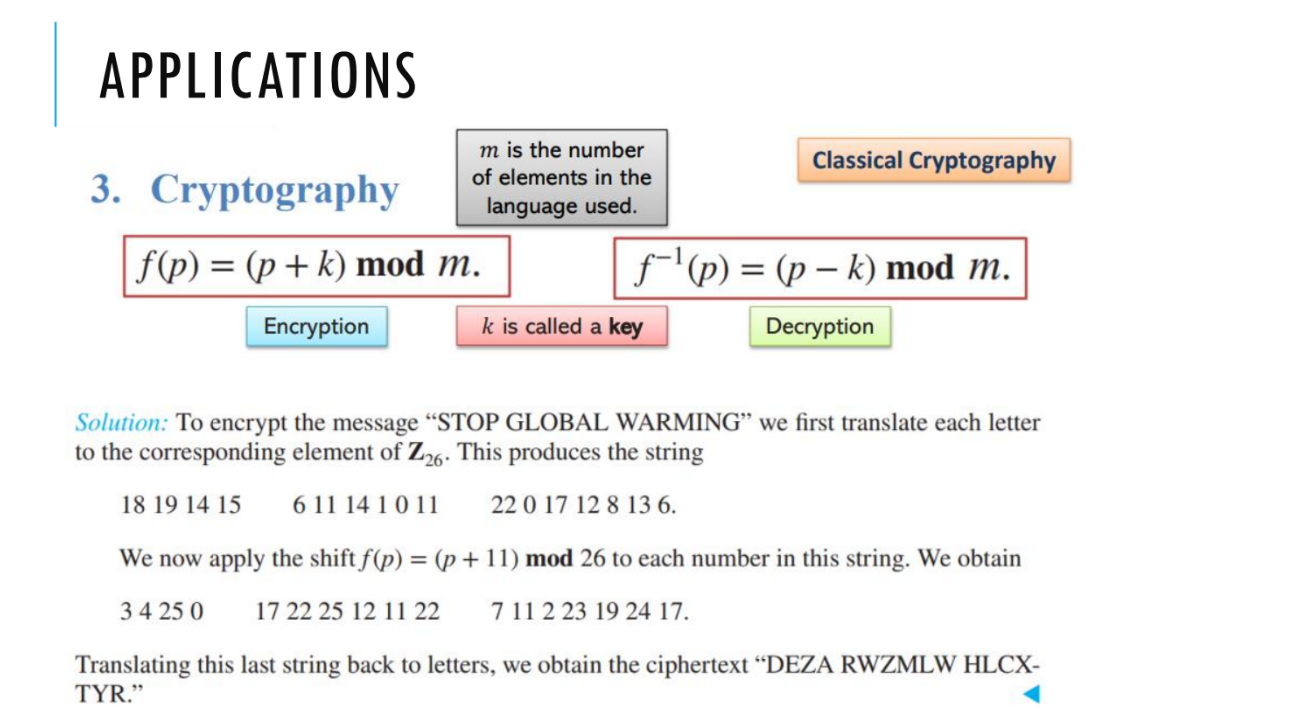 APPLICATIONS
m is the number
of elements in the
language used.
Classical Cryptography
3. Cryptography
f(p) = (p + k) mod m.
f⁻¹(p) = (p − k) mod m.
Encryption
k is called a key
Decryption
Solution: To encrypt the message “STOP GLOBAL WARMING” we first translate each letter
to the corresponding element of Z₂₆. This produces the string
18 19 14 15 6 11 14 1 0 11 22 0 17 12 8 13 6.
We now apply the shift f(p) = (p + 11) mod 26 to each number in this string. We obtain
3 4 25 0 17 22 25 12 11 22 7 11 2 23 19 24 17.
Translating this last string back to letters, we obtain the ciphertext “DEZA RWZMLW HLCX-
TYR.”